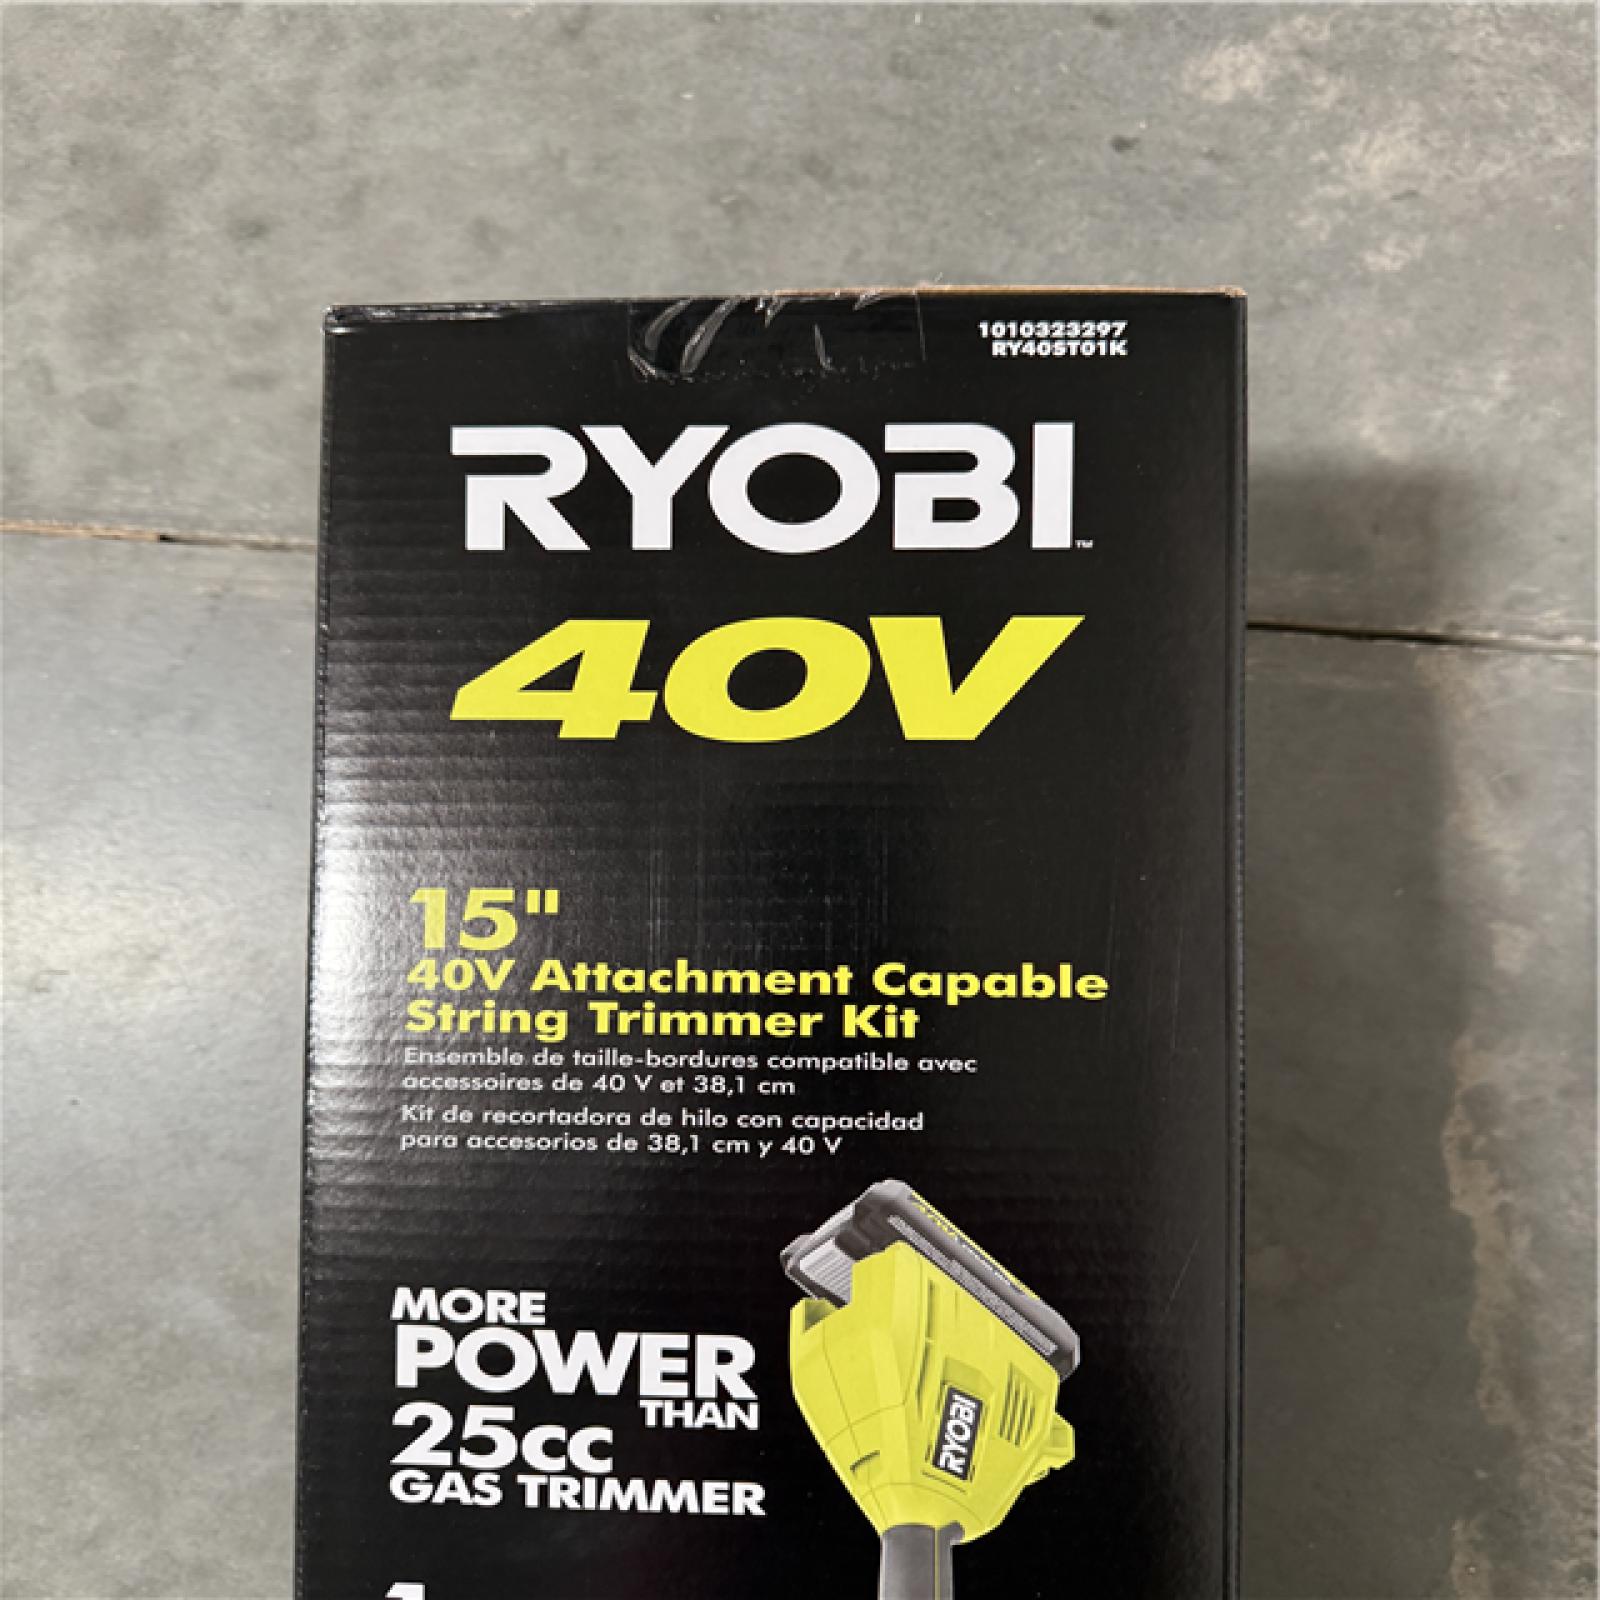 1010323297
RY40ST01K
RYOBI™
40V
15"
40V Attachment Capable
String Trimmer Kit
Ensemble de taille-bordures compatible avec
accessoires de 40 V et 38,1 cm
Kit de recortadora de hilo con capacidad
para accesorios de 38,1 cm y 40 V
MORE
POWER
THAN
25cc
GAS TRIMMER
RYOBI